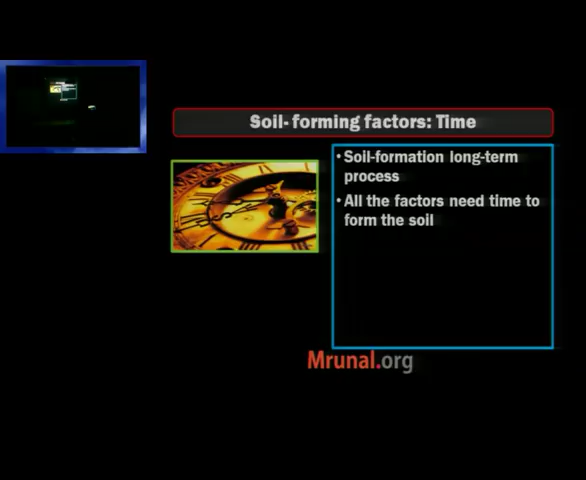 Soil- forming factors: Time
• Soil-formation long-term
process
• All the factors need time to
form the soil
Mrunal.org